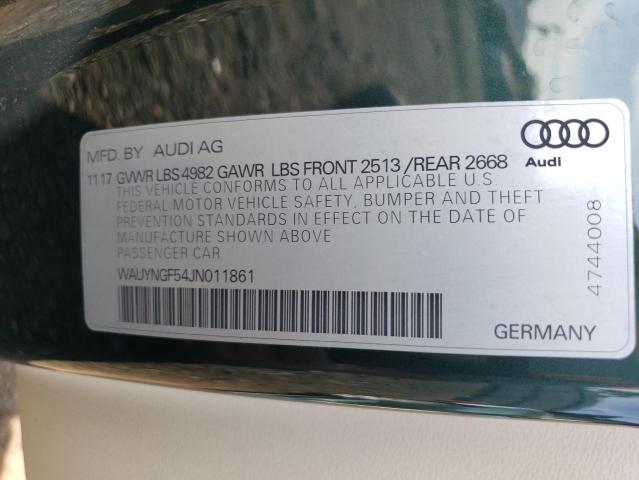 MFD. BY AUDI AG
11 17 GVWR LBS 4982 GAWR LBS FRONT 2513 /REAR 2668
THIS VEHICLE CONFORMS TO ALL APPLICABLE U.S.
FEDERAL MOTOR VEHICLE SAFETY, BUMPER AND THEFT
PREVENTION STANDARDS IN EFFECT ON THE DATE OF
MANUFACTURE SHOWN ABOVE
PASSENGER CAR
WAUYNGF54JN011861
Audi
4744008
GERMANY